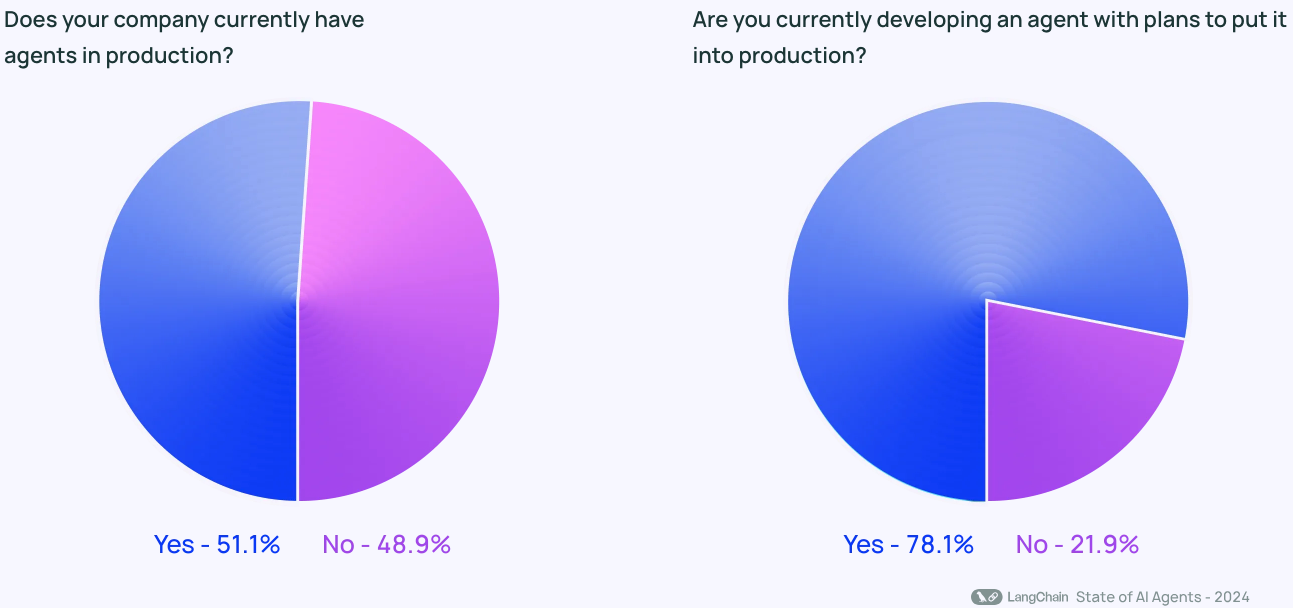 Does your company currently have
agents in production?
Are you currently developing an agent with plans to put it
into production?
Yes - 51.1% No - 48.9%
Yes - 78.1% No - 21.9%
LangChain State of AI Agents - 2024